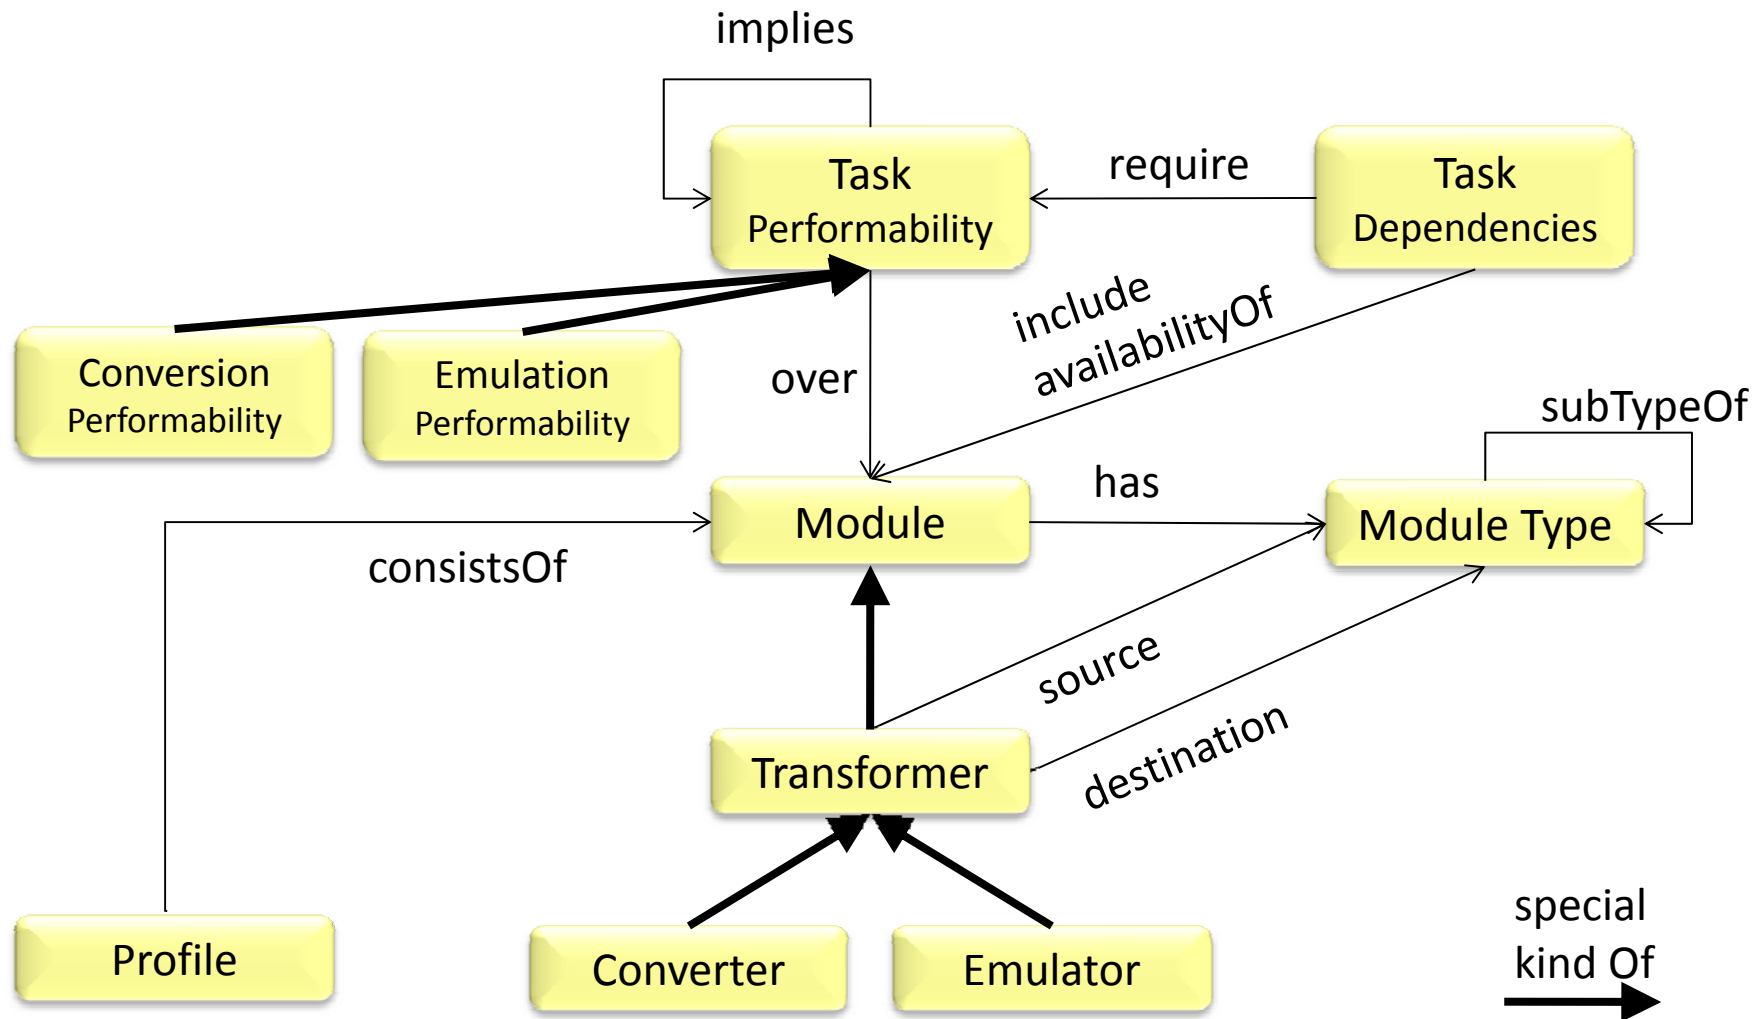 implies
Task
Performability
require
Task
Dependencies
include
availabilityOf
Conversion
Performability
Emulation
Performability
over
subTypeOf
Module
has
Module Type
consistsOf
source
Transformer
destination
Profile
Converter
Emulator
special
kind Of